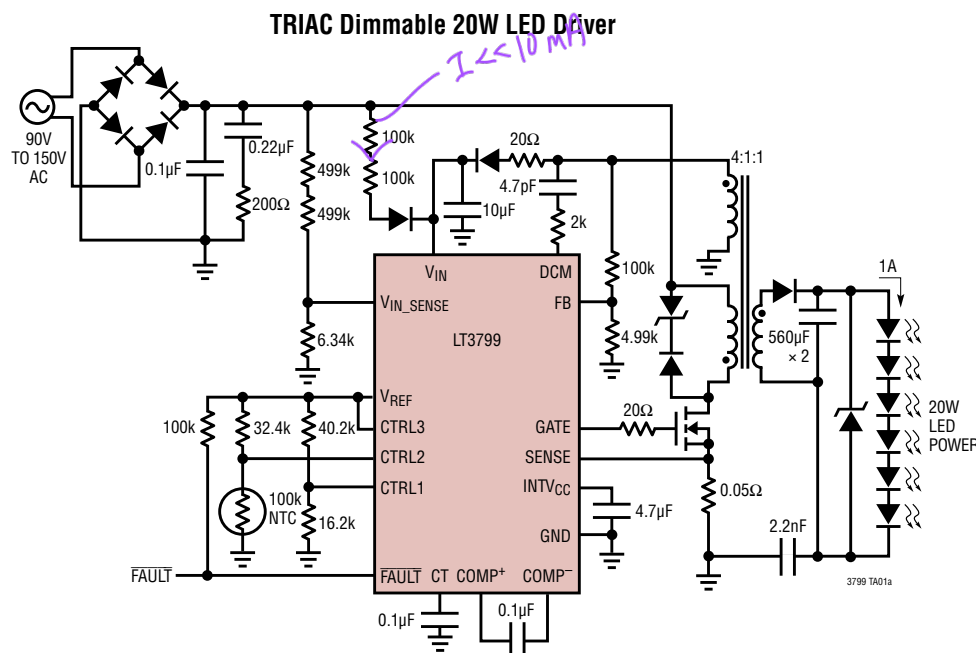 TRIAC Dimmable 20W LED Driver
I << 10 mA
90V
TO 150V
AC
0.1µF
0.22µF
200Ω
499k
499k
100k
100k
10µF
20Ω
4.7pF
2k
4:1:1
VIN
DCM
VIN_SENSE
FB
LT3799
6.34k
100k
4.99k
1A
560µF
× 2
20W
LED
POWER
VREF
CTRL3
CTRL2
CTRL1
100k
32.4k
40.2k
100k
NTC
16.2k
GATE
20Ω
SENSE
INTVCC
GND
4.7µF
0.05Ω
2.2nF
FAULT
FAULT
CT
COMP+
COMP−
0.1µF
0.1µF
3799 TA01a